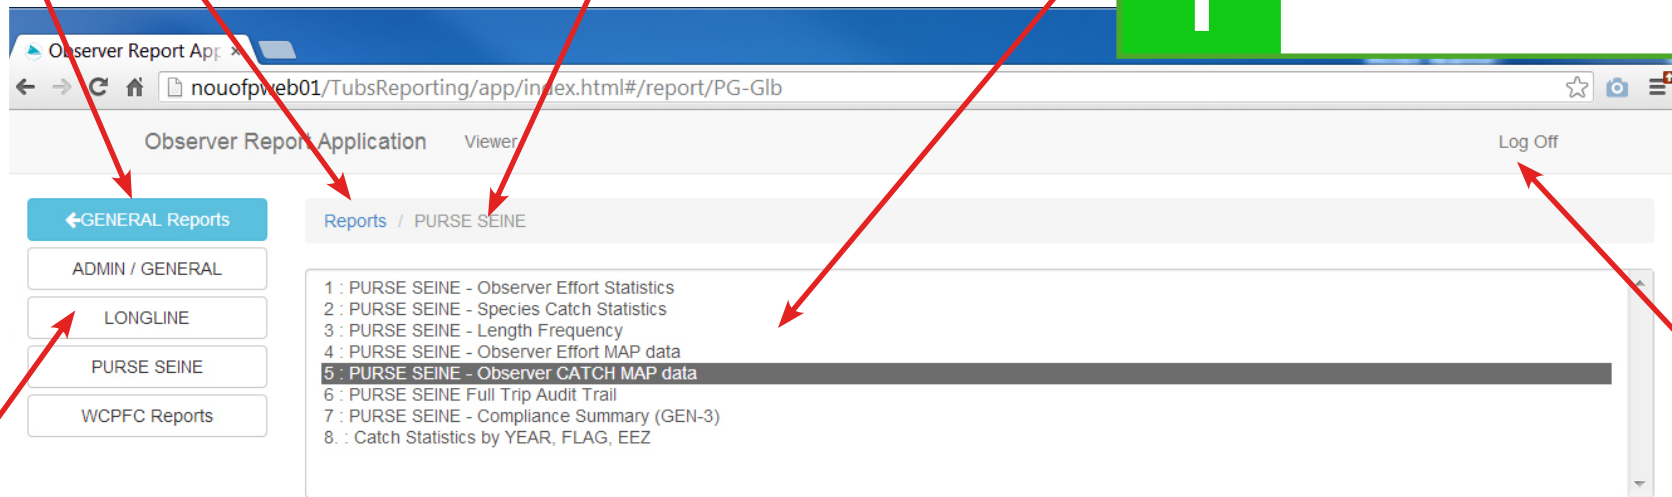 Observer Report App
nouofpweb01/TubsReporting/app/index.html#/report/PG-Glb
Observer Report Application Viewer Log Off
GENERAL Reports
Reports / PURSE SEINE
ADMIN / GENERAL
LONGLINE
PURSE SEINE
WCPFC Reports
1 : PURSE SEINE - Observer Effort Statistics
2 : PURSE SEINE - Species Catch Statistics
3 : PURSE SEINE - Length Frequency
4 : PURSE SEINE - Observer Effort MAP data
5 : PURSE SEINE - Observer CATCH MAP data
6 : PURSE SEINE Full Trip Audit Trail
7 : PURSE SEINE - Compliance Summary (GEN-3)
8. : Catch Statistics by YEAR, FLAG, EEZ